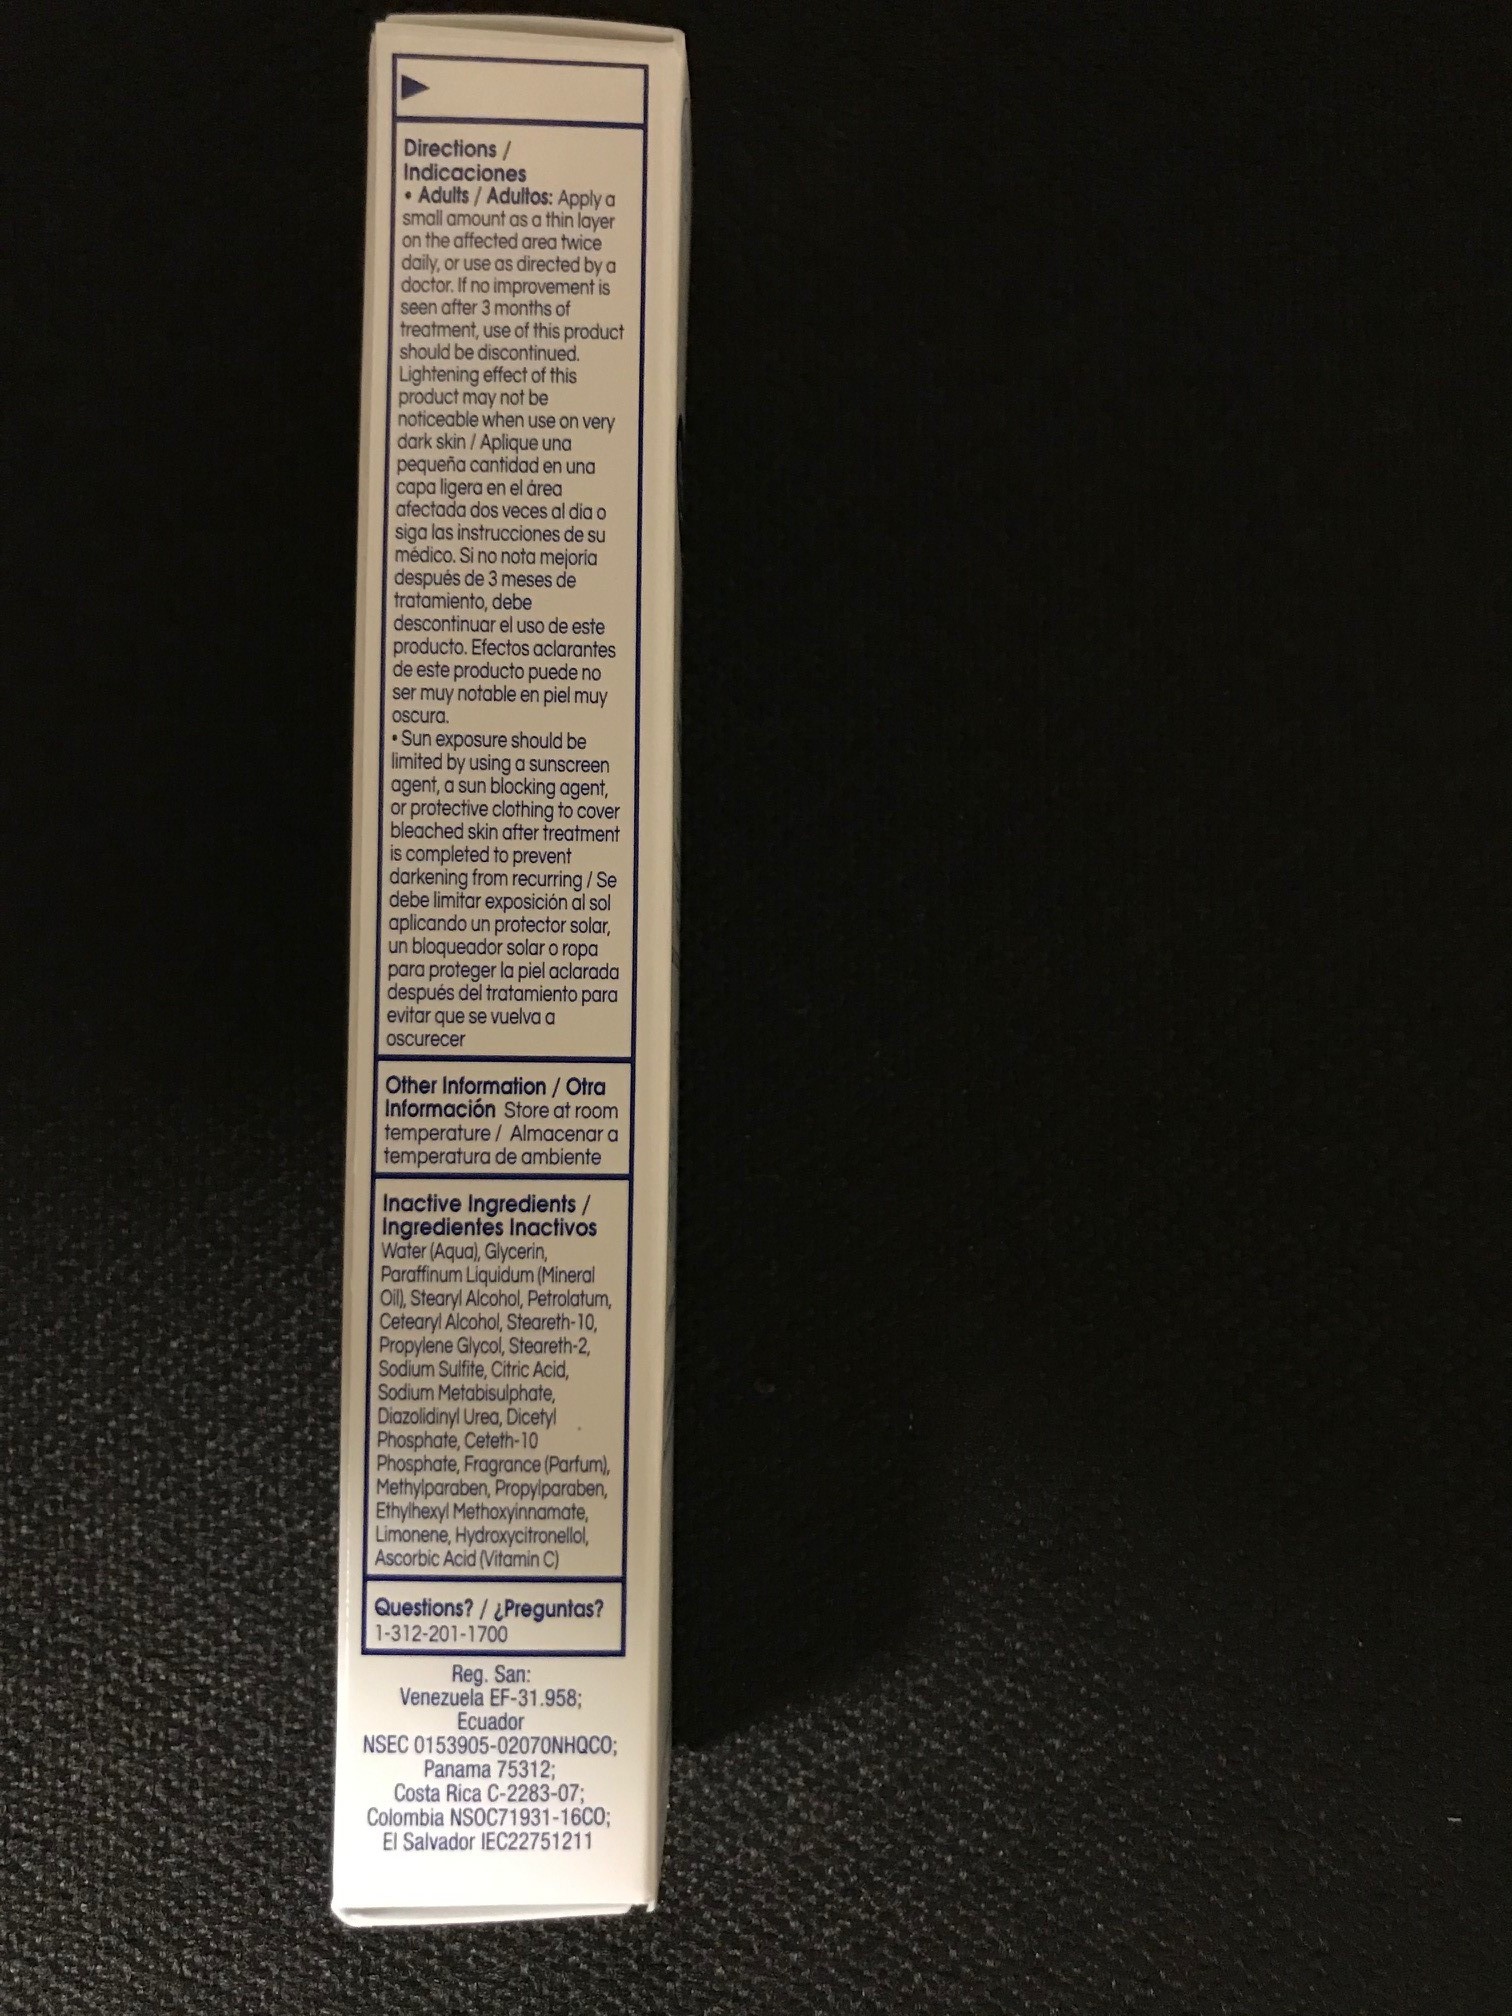 Directions /
Indicaciones
• Adults / Adultos: Apply a
small amount as a thin layer
on the affected area twice
daily, or use as directed by a
doctor. If no improvement is
seen after 3 months of
treatment, use of this product
should be discontinued.
Lightening effect of this
product may not be
noticeable when use on very
dark skin / Aplique una
pequeña cantidad en una
capa ligera en el área
afectada dos veces al dia o
siga las instrucciones de su
médico. Si no nota mejoria
después de 3 meses de
tratamiento, debe
descontinuar el uso de este
producto. Efectos aclarantes
de este producto puede no
ser muy notable en piel muy
oscura.
• Sun exposure should be
limited by using a sunscreen
agent, a sun blocking agent,
or protective clothing to cover
bleached skin after treatment
is completed to prevent
darkening from recurring / Se
debe limitar exposición al sol
aplicando un protector solar,
un bloqueador solar o ropa
para proteger la piel aclarada
después del tratamiento para
evitar que se vuelva a
oscurecer
Other Information / Otra
Información Store at room
temperature / Almacenar a
temperatura de ambiente
Inactive Ingredients /
Ingredientes Inactivos
Water (Aqua), Glycerin,
Paraffinum Liquidum (Mineral
Oil), Stearyl Alcohol, Petrolatum,
Cetearyl Alcohol, Steareth-10,
Propylene Glycol, Steareth-2,
Sodium Sulfite, Citric Acid,
Sodium Metabisulphate,
Diazolidinyl Urea, Dicetyl
Phosphate, Ceteth-10
Phosphate, Fragrance (Parfum),
Methylparaben, Propylparaben,
Ethylhexyl Methoxyinnamate,
Limonene, Hydroxycitronellol,
Ascorbic Acid (Vitamin C)
Questions? / ¿Preguntas?
1-312-201-1700
Reg. San:
Venezuela EF-31.958;
Ecuador
NSEC 0153905-02070NHQCO;
Panama 75312;
Costa Rica C-2283-07;
Colombia NSOC71931-16CO;
El Salvador IEC22751211